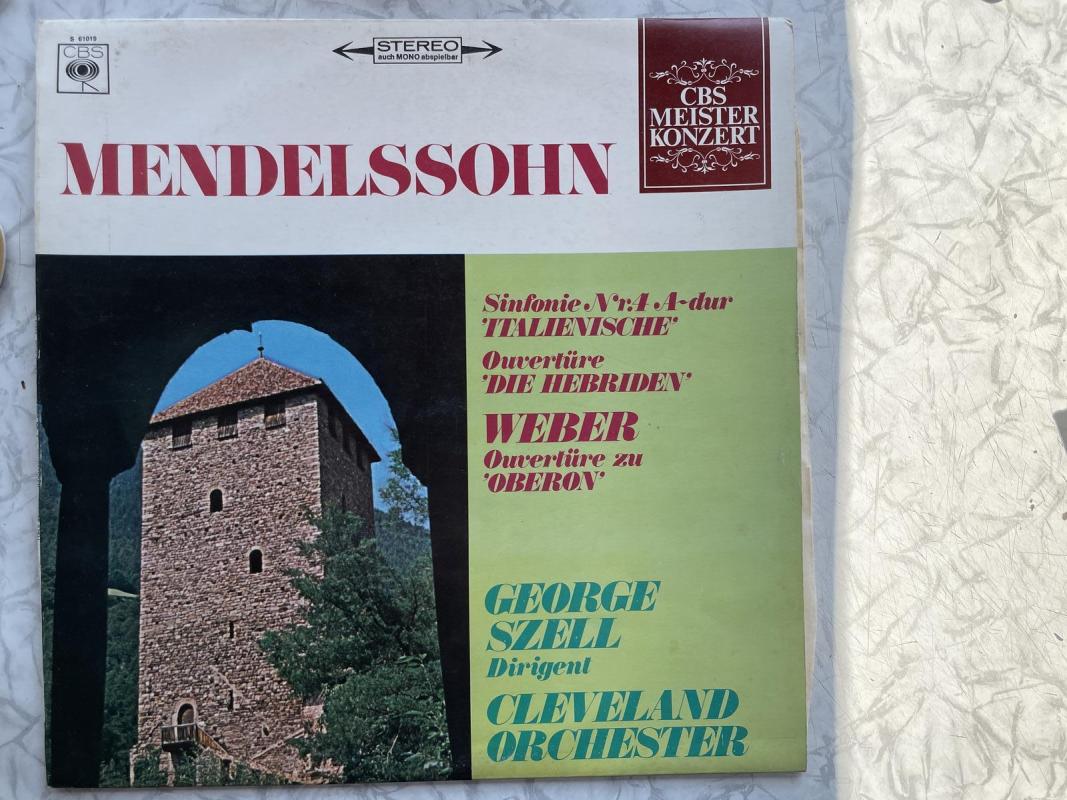 S 61019
CBS
STEREO
auch MONO abspielbar
CBS
MEISTER
KONZERT
MENDELSSOHN
Sinfonie Nr.4 A-dur
'ITALIENISCHE'
Ouvertüre
'DIE HEBRIDEN'
WEBER
Ouvertüre zu
'OBERON'
GEORGE
SZELL
Dirigent
CLEVELAND
ORCHESTER